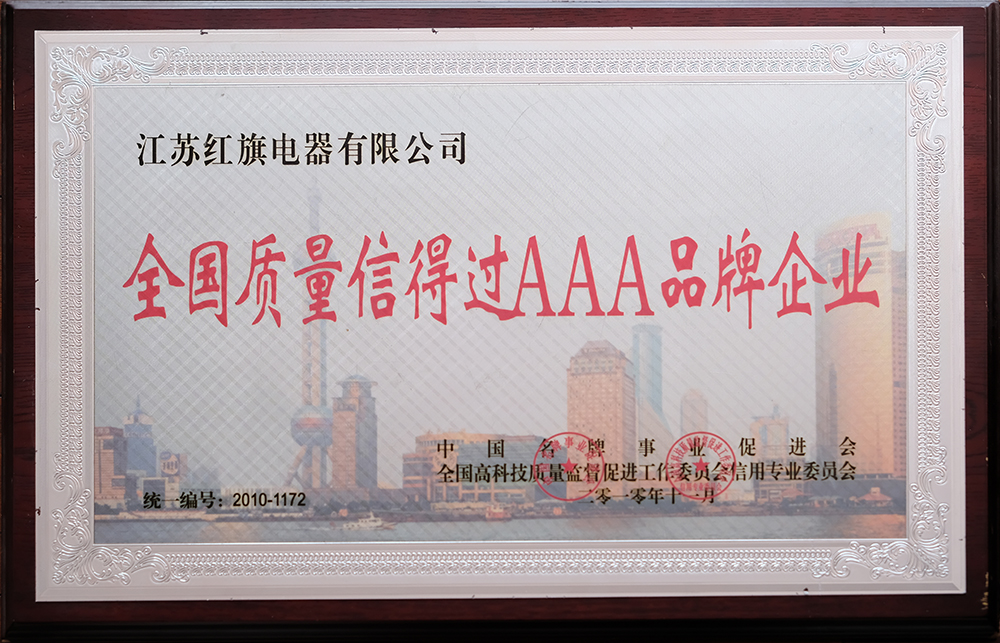 江苏红旗电器有限公司
全国质量信得过AAA品牌企业
中国名牌事业促进会
全国高科技质量监督促进工作委员会信用专业委员会
二零一零年十一月
统一编号：2010-1172